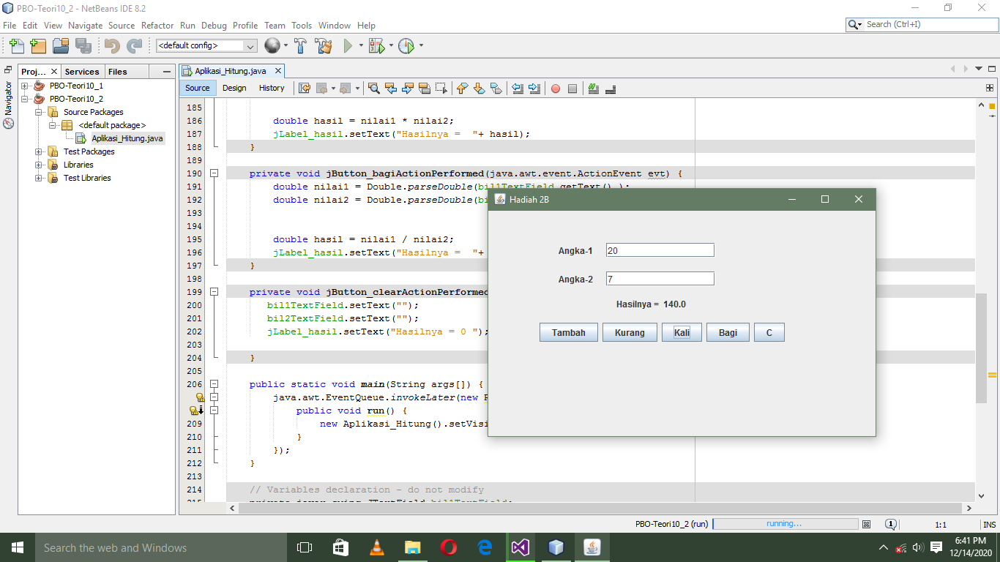 PBO-Teori10_2 - NetBeans IDE 8.2
File Edit View Navigate Source Refactor Run Debug Profile Team Tools Window Help
Search (Ctrl+I)
<default config>
Proj... Services Files
Navigator
PBO-Teori10_1
PBO-Teori10_2
Source Packages
<default package>
Aplikasi_Hitung.java
Test Packages
Libraries
Test Libraries
Aplikasi_Hitung.java
Source Design History
185
186 double hasil = nilai1 * nilai2;
187 jLabel_hasil.setText("Hasilnya =  "+ hasil);
188 }
189
190 private void jButton_bagiActionPerformed(java.awt.event.ActionEvent evt) {
191 double nilai1 = Double.parseDouble(bil1TextField.getText() );
192 double nilai2 = Double.parseDouble(bi
193
194
195 double hasil = nilai1 / nilai2;
196 jLabel_hasil.setText("Hasilnya =  "+
197 }
198
199 private void jButton_clearActionPerformed
200 bil1TextField.setText("");
201 bil2TextField.setText("");
202 jLabel_hasil.setText("Hasilnya = 0 ");
203
204 }
205
206 public static void main(String args[]) {
java.awt.EventQueue.invokeLater(new R
public void run() {
209 new Aplikasi_Hitung().setVisi
210 }
211 });
212 }
213
214 // Variables declaration - do not modify
215 private javax.swing.JTextField bil1TextField;
Hadiah 2B
Angka-1 20
Angka-2 7
Hasilnya =  140.0
Tambah Kurang Kali Bagi C
PBO-Teori10_2 (run) running... 1 1:1 INS
Search the web and Windows
6:41 PM
12/14/2020